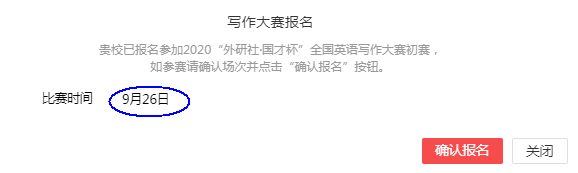 写作大赛报名
贵校已报名参加2020“外研社·国才杯”全国英语写作大赛初赛，
如参赛请确认场次并点击“确认报名”按钮。
比赛时间 9月26日
确认报名 关闭